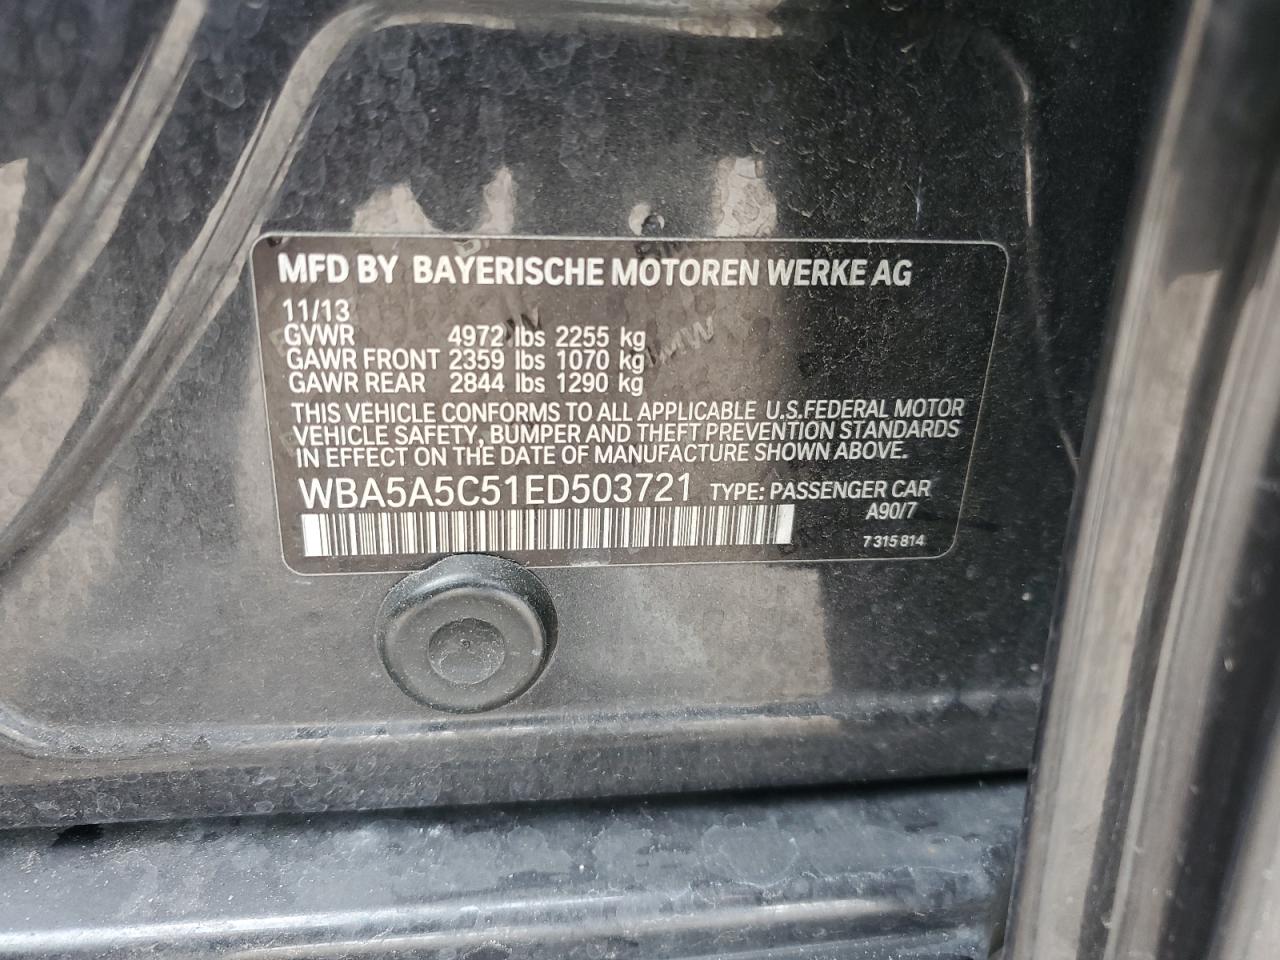 MFD BY BAYERISCHE MOTOREN WERKE AG
11/13
GVWR 4972 lbs 2255 kg
GAWR FRONT 2359 lbs 1070 kg
GAWR REAR 2844 lbs 1290 kg
THIS VEHICLE CONFORMS TO ALL APPLICABLE U.S.FEDERAL MOTOR
VEHICLE SAFETY, BUMPER AND THEFT PREVENTION STANDARDS
IN EFFECT ON THE DATE OF MANUFACTURE SHOWN ABOVE.
WBA5A5C51ED503721 TYPE: PASSENGER CAR
A90/7
7 315 814